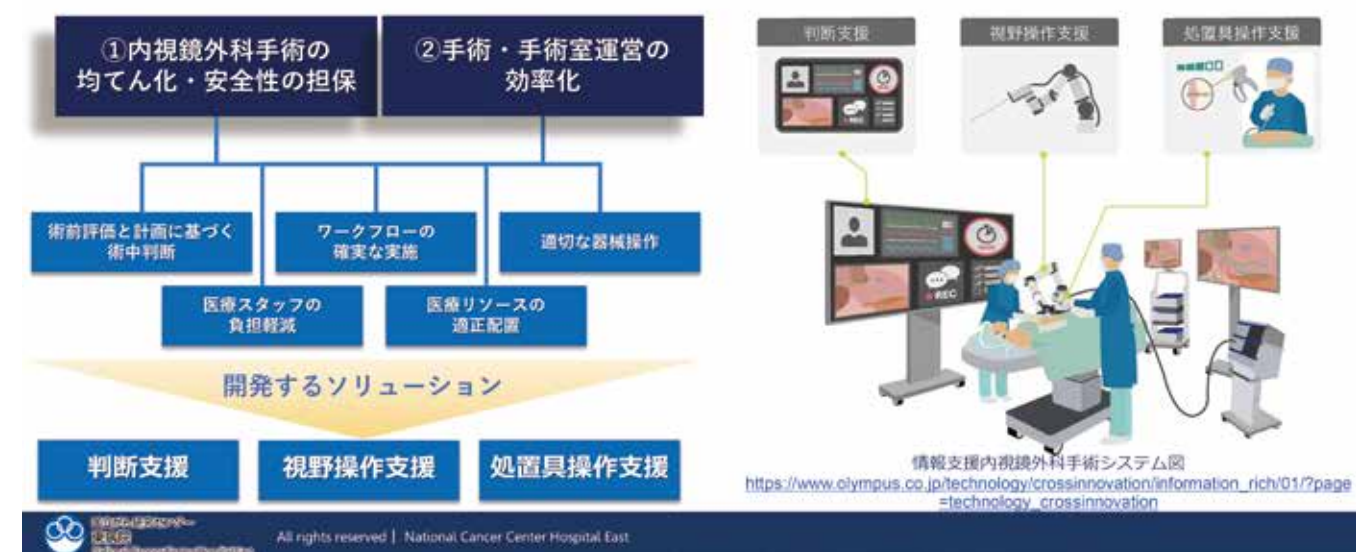 ①内視鏡外科手術の
均てん化・安全性の担保
②手術・手術室運営の
効率化
術前評価と計画に基づく
術中判断
ワークフローの
確実な実施
適切な器械操作
医療スタッフの
負担軽減
医療リソースの
適正配置
開発するソリューション
判断支援
視野操作支援
処置具操作支援
判断支援
視野操作支援
処置具操作支援
REC
REC
情報支援内視鏡外科手術システム図
https://www.olympus.co.jp/technology/crossinnovation/information_rich/01/?page
=technology_crossinnovation
東病院
All rights reserved | National Cancer Center Hospital East